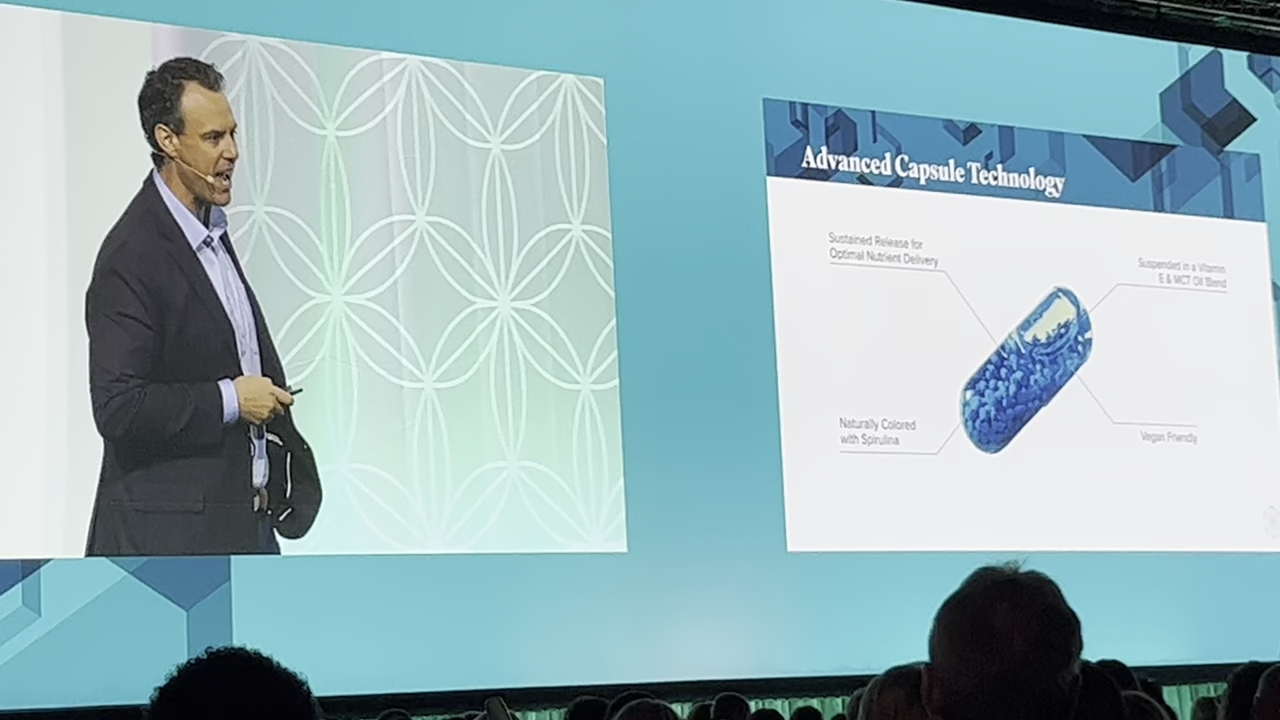 Advanced Capsule Technology
Sustained Release for
Optimal Nutrient Delivery
Suspended in a Vitamin
E & MCT Oil Blend
Naturally Colored
with Spirulina
Vegan Friendly